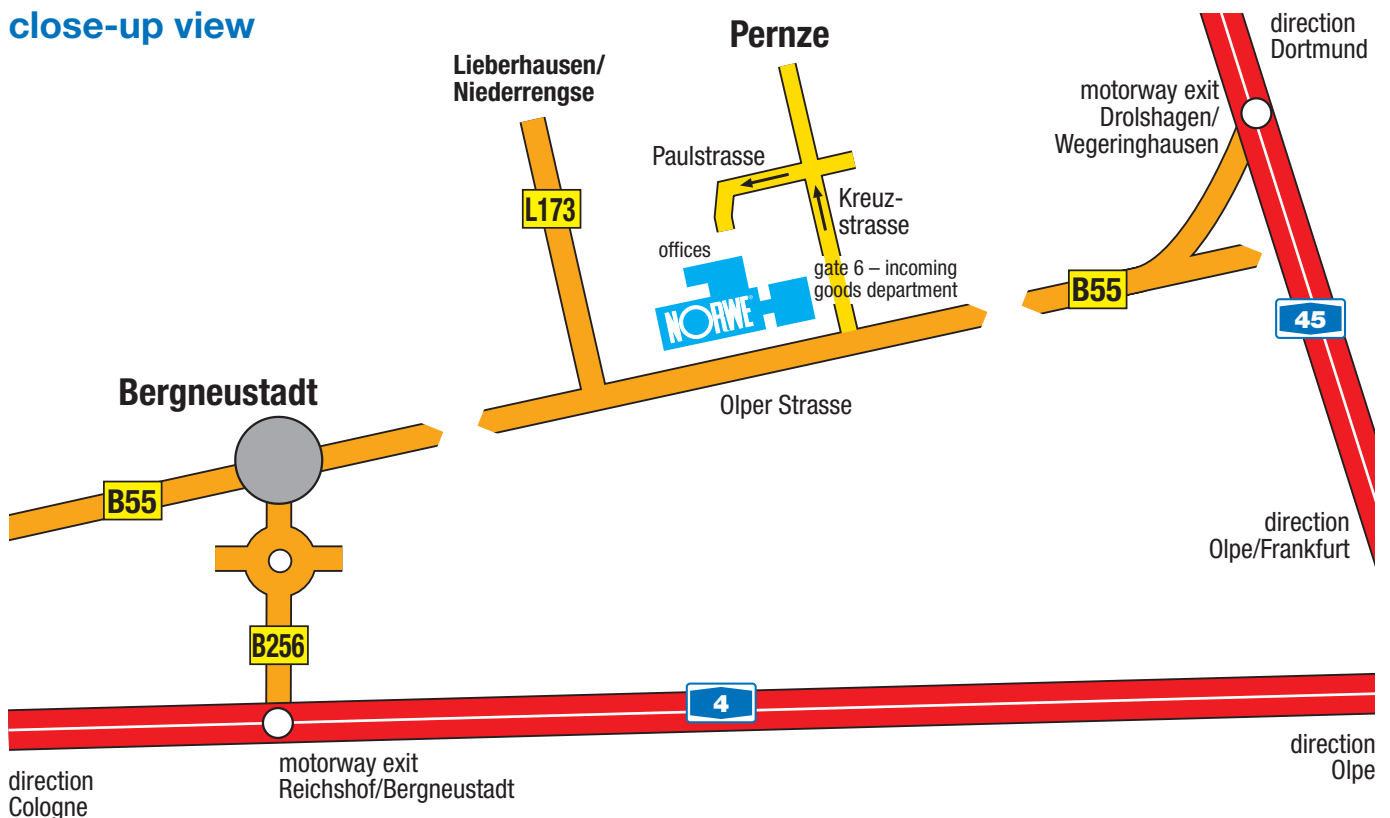 close-up view
Pernze
direction
Dortmund
Lieberhausen/
Niederrengse
motorway exit
Drolshagen/
Wegeringhausen
Paulstrasse
L173
Kreuz-
strasse
offices
gate 6 – incoming
goods department
B55
NORWE®
45
Bergneustadt
Olper Strasse
B55
direction
Olpe/Frankfurt
B256
4
motorway exit
Reichshof/Bergneustadt
direction
Olpe
direction
Cologne